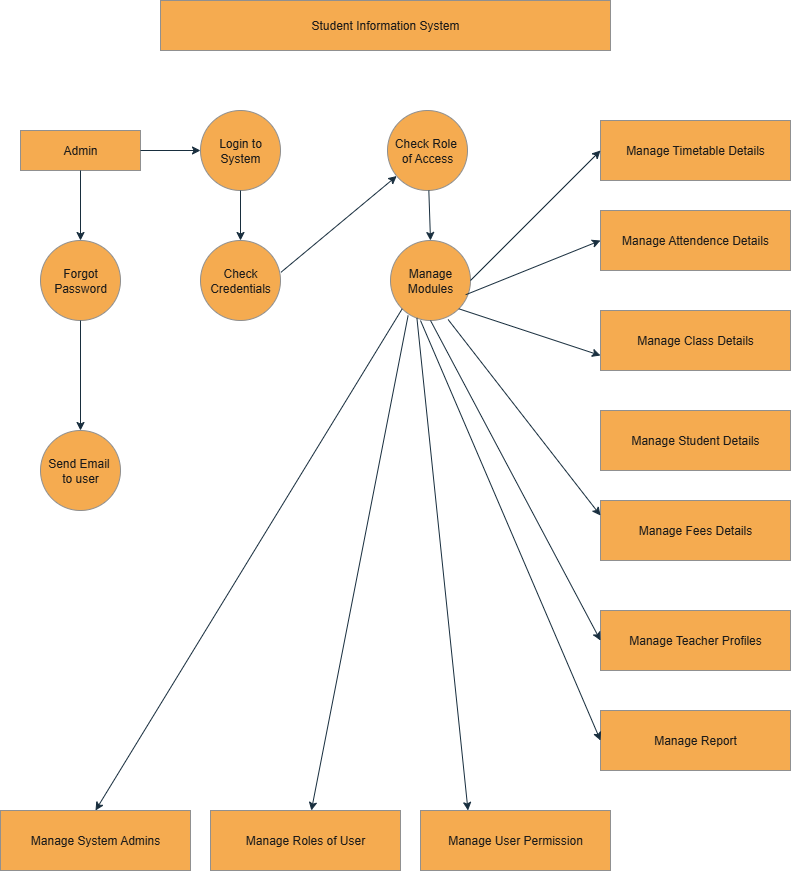 Student Information System
Admin
Login to
System
Check Role
of Access
Manage Timetable Details
Manage Attendence Details
Forgot
Password
Check
Credentials
Manage
Modules
Manage Class Details
Manage Student Details
Send Email
to user
Manage Fees Details
Manage Teacher Profiles
Manage Report
Manage System Admins
Manage Roles of User
Manage User Permission